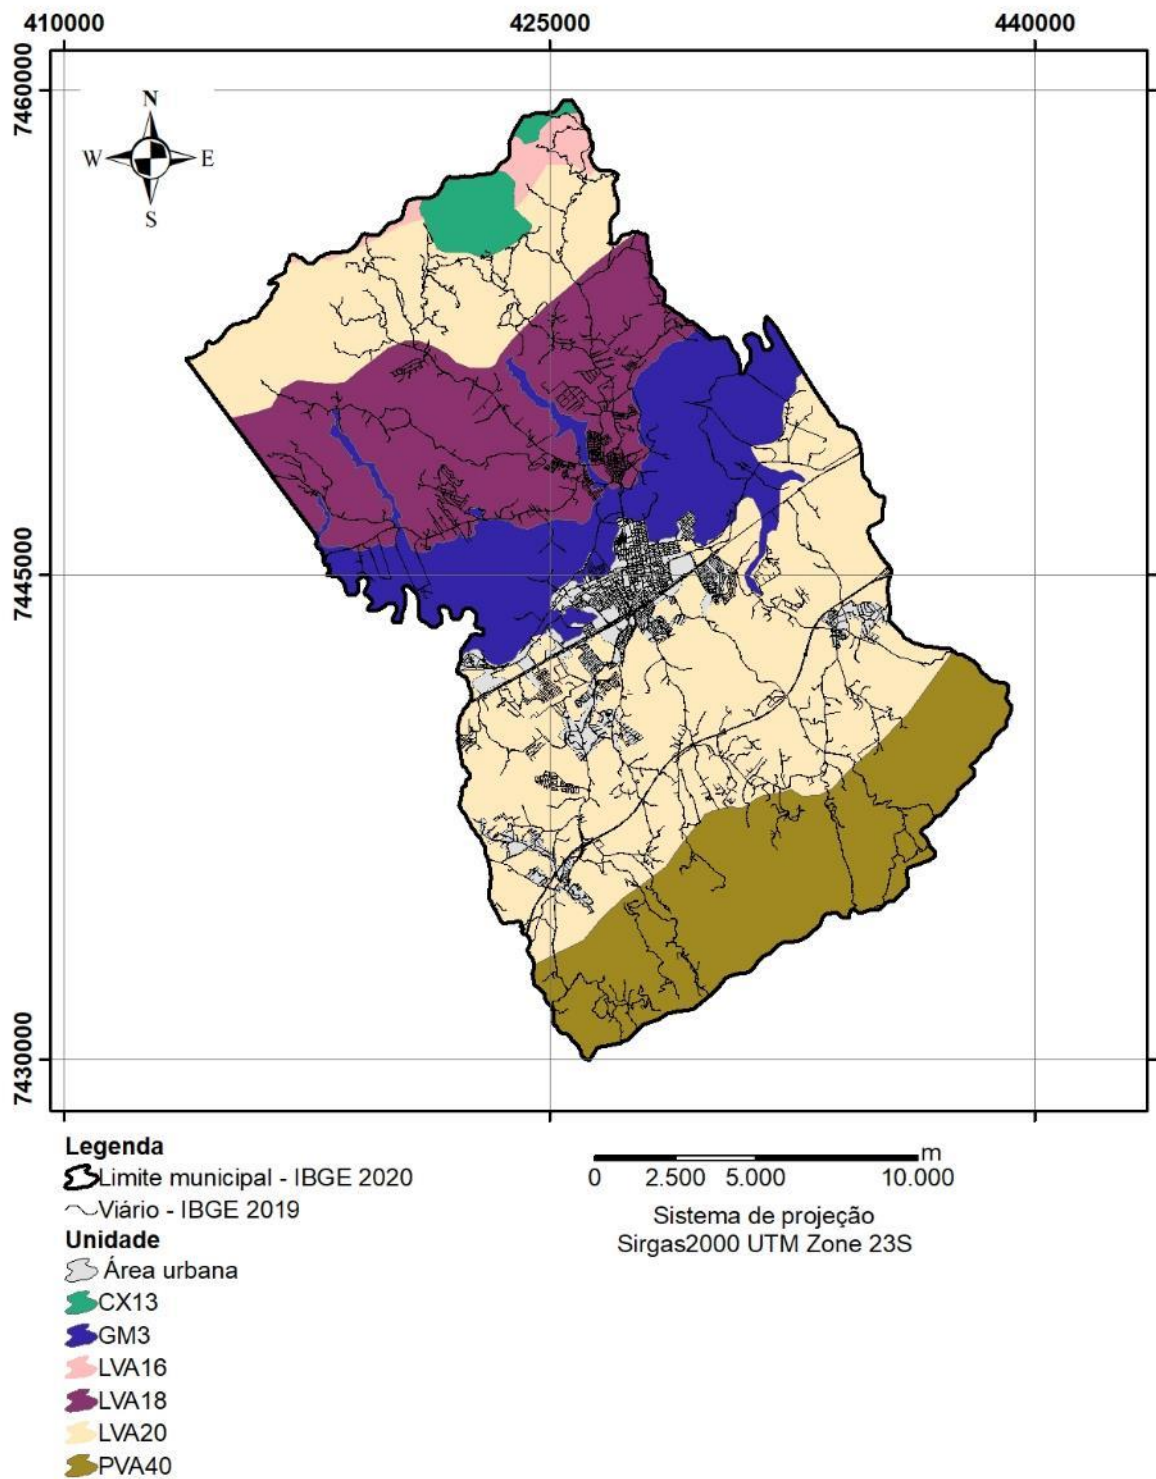 410000 425000 440000
7460000
7445000
7430000
N
W E
S
Legenda
Limite municipal - IBGE 2020
Viário - IBGE 2019
Unidade
Área urbana
CX13
GM3
LVA16
LVA18
LVA20
PVA40
m
0 2.500 5.000 10.000
Sistema de projeção
Sirgas2000 UTM Zone 23S